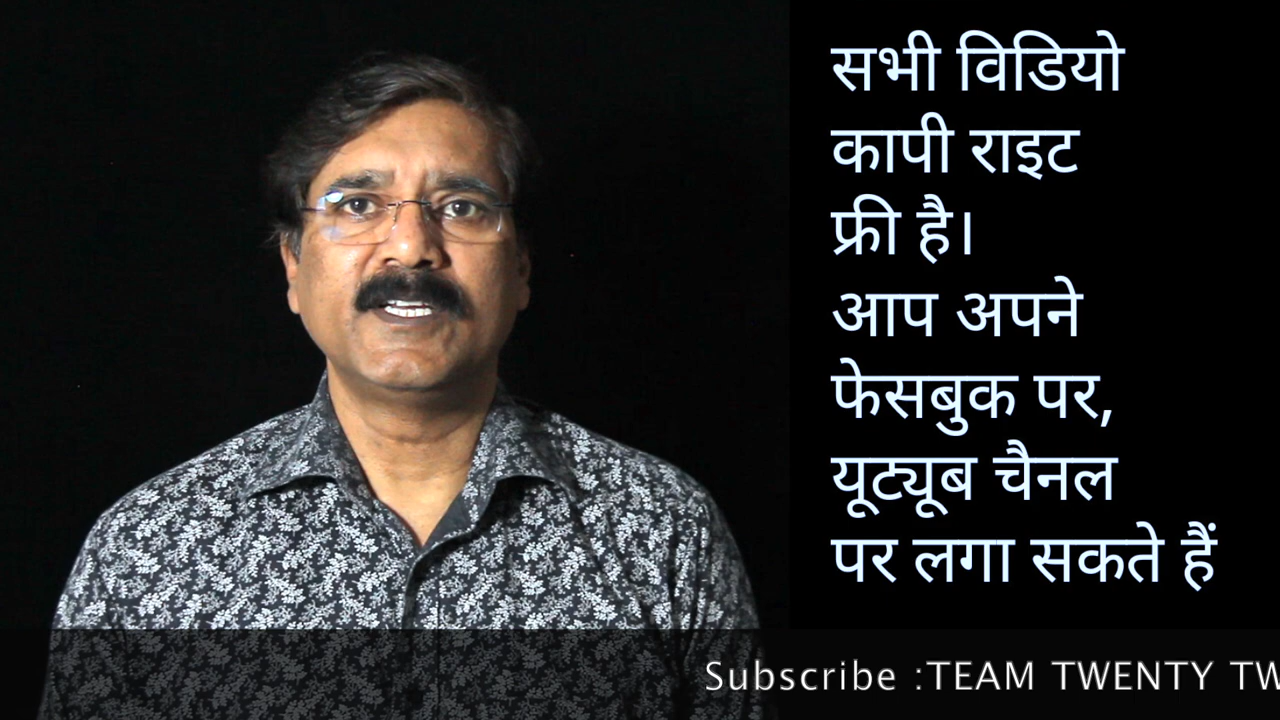 सभी विडियो
कापी राइट
फ्री है।
आप अपने
फेसबुक पर,
यूट्यूब चैनल
पर लगा सकते हैं
Subscribe :TEAM TWENTY